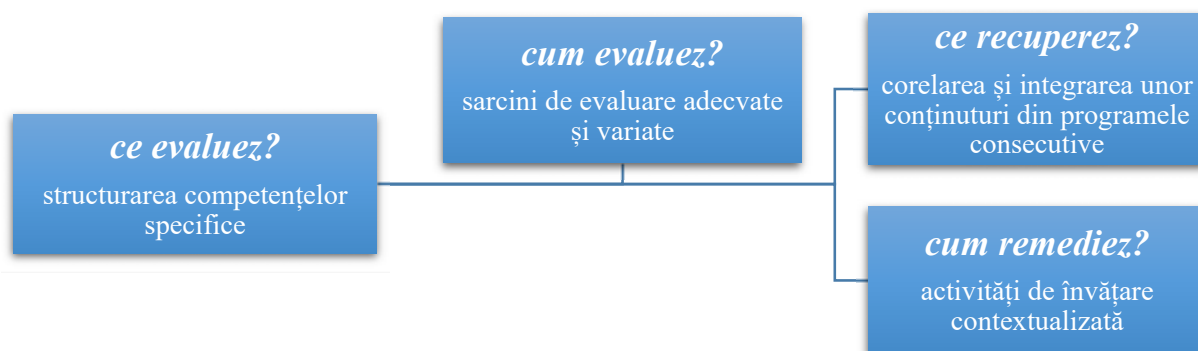 ce evaluez?
structurarea competențelor
specifice
cum evaluez?
sarcini de evaluare adecvate
și variate
ce recuperez?
corelarea și integrarea unor
conținuturi din programele
consecutive
cum remediez?
activități de învățare
contextualizată